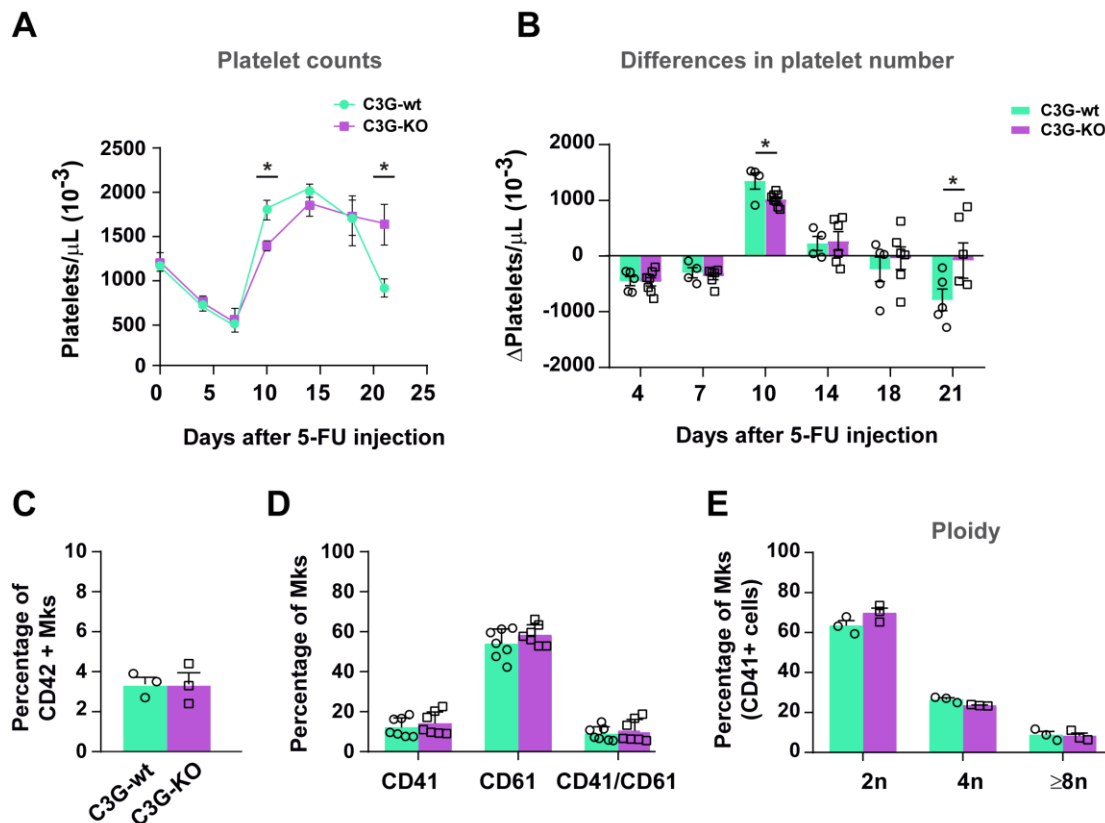 A
Platelet counts
C3G-wt
C3G-KO
Platelets/μL (10⁻³)
2500
2000
1500
1000
500
0
* *
0 5 10 15 20 25
Days after 5-FU injection
B
Differences in platelet number
C3G-wt
C3G-KO
ΔPlatelets/μL (10⁻³)
2000
1000
0
-1000
-2000
* *
4 7 10 14 18 21
Days after 5-FU injection
C
Percentage of
CD42 + Mks
10
8
6
4
2
0
C3G-wt
C3G-KO
D
Percentage of Mks
100
80
60
40
20
0
CD41 CD61 CD41/CD61
E
Ploidy
Percentage of Mks
(CD41+ cells)
100
80
60
40
20
0
2n 4n ≥8n